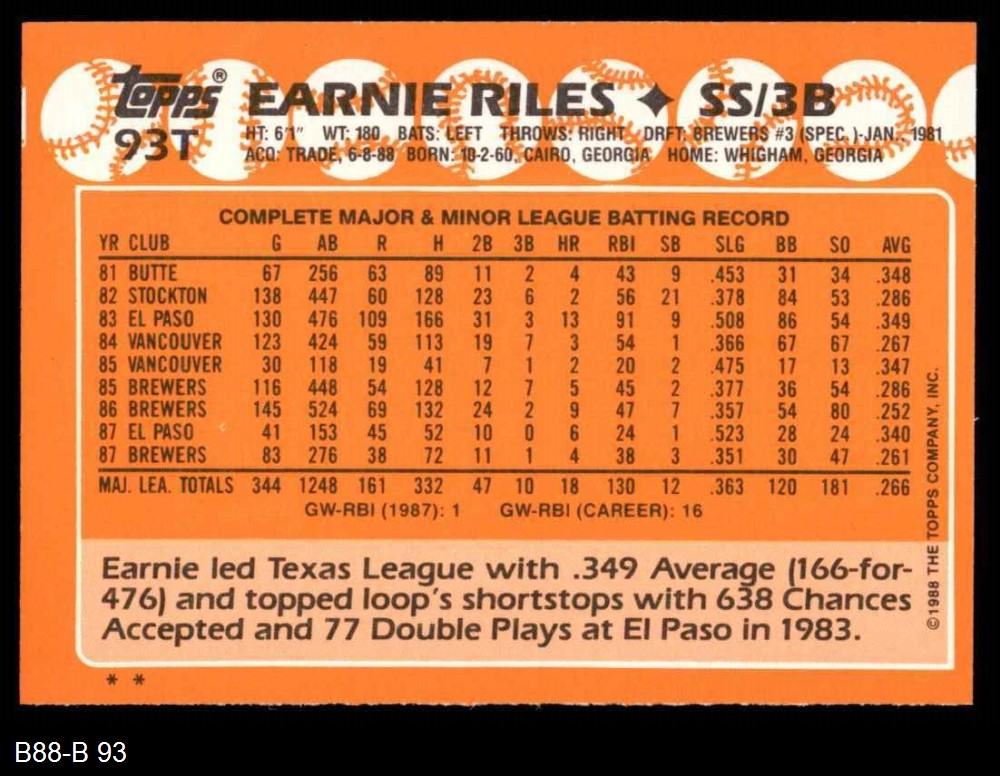 topps ® EARNIE RILES ✦ SS/3B
93T HT: 6'1" WT: 180 BATS: LEFT THROWS: RIGHT DRFT: BREWERS #3 (SPEC.)-JAN., 1981
ACQ: TRADE, 6-8-88 BORN: 10-2-60, CAIRO, GEORGIA HOME: WHIGHAM, GEORGIA
COMPLETE MAJOR & MINOR LEAGUE BATTING RECORD
YR CLUB G AB R H 2B 3B HR RBI SB SLG BB SO AVG
81 BUTTE 67 256 63 89 11 2 4 43 9 .453 31 34 .348
82 STOCKTON 138 447 60 128 23 6 2 56 21 .378 84 53 .286
83 EL PASO 130 476 109 166 31 3 13 91 9 .508 86 54 .349
84 VANCOUVER 123 424 59 113 19 7 3 54 1 .366 67 67 .267
85 VANCOUVER 30 118 19 41 7 1 2 20 2 .475 17 13 .347
85 BREWERS 116 448 54 128 12 7 5 45 2 .377 36 54 .286
86 BREWERS 145 524 69 132 24 2 9 47 7 .357 54 80 .252
87 EL PASO 41 153 45 52 10 0 6 24 1 .523 28 24 .340
87 BREWERS 83 276 38 72 11 1 4 38 3 .351 30 47 .261
MAJ. LEA. TOTALS 344 1248 161 332 47 10 18 130 12 .363 120 181 .266
GW-RBI (1987): 1 GW-RBI (CAREER): 16
Earnie led Texas League with .349 Average (166-for-
476) and topped loop's shortstops with 638 Chances
Accepted and 77 Double Plays at El Paso in 1983.
©1988 THE TOPPS COMPANY, INC.
* *
B88-B 93